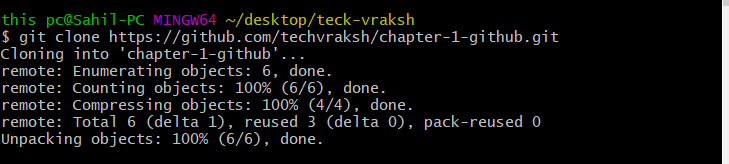 this pc@Sahil-PC MINGW64 ~/desktop/teck-vraksh
$ git clone https://github.com/techvraksh/chapter-1-github.git
Cloning into 'chapter-1-github'...
remote: Enumerating objects: 6, done.
remote: Counting objects: 100% (6/6), done.
remote: Compressing objects: 100% (4/4), done.
remote: Total 6 (delta 1), reused 3 (delta 0), pack-reused 0
Unpacking objects: 100% (6/6), done.